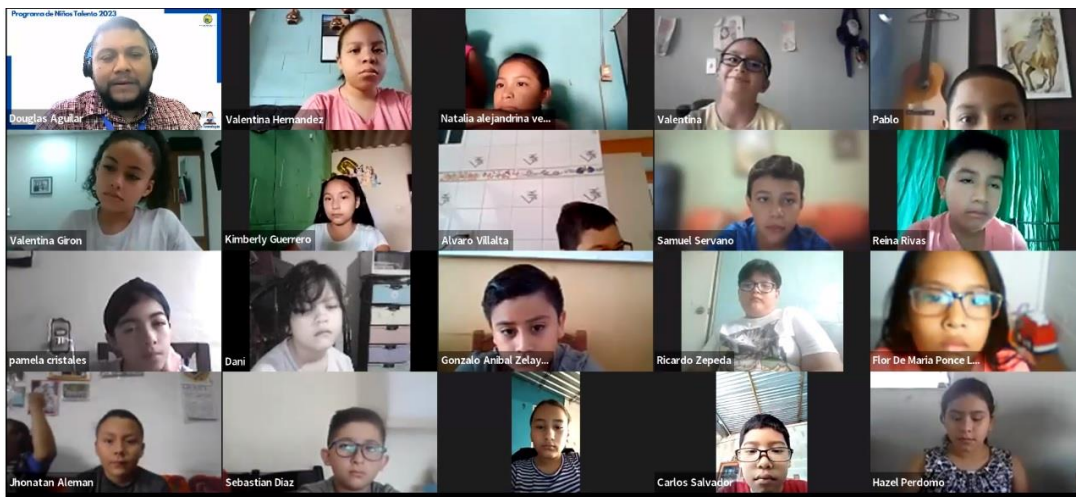 Programa de Niños Talento 2023
Douglas Aguilar
Valentina Hernandez
Natalia alejandrina ve...
Valentina
Pablo
Valentina Giron
Kimberly Guerrero
Alvaro Villalta
Samuel Servano
Reina Rivas
pamela cristales
Dani
Gonzalo Anibal Zelay...
Ricardo Zepeda
Flor De Maria Ponce L...
Jhonatan Aleman
Sebastian Diaz
Carlos Salvador
Hazel Perdomo